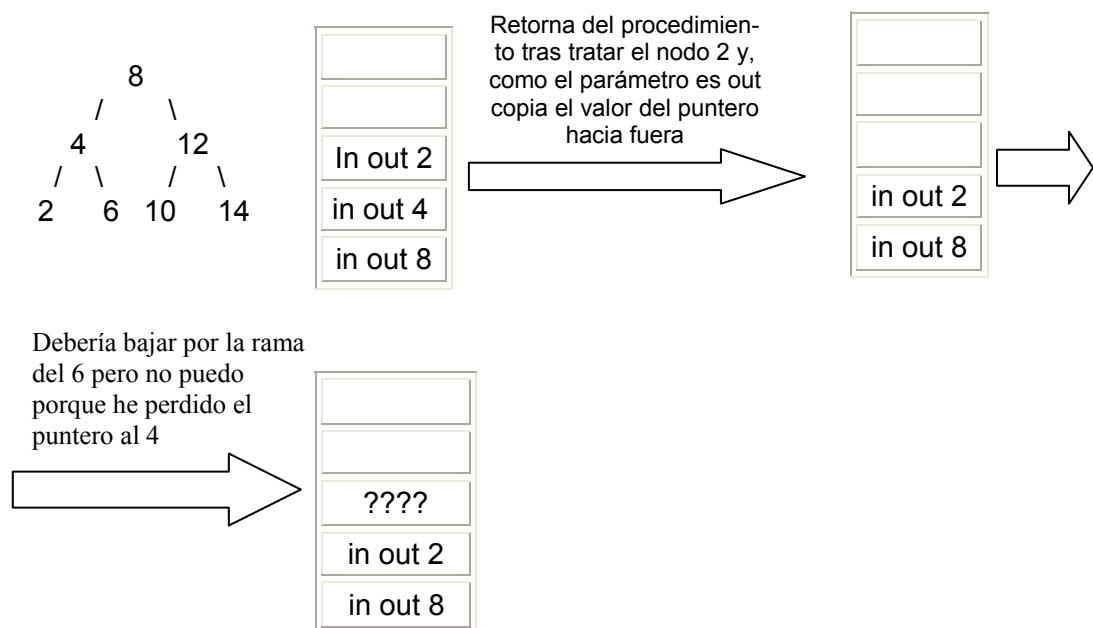 8
/ \
4 12
/ \ / \
2 6 10 14
In out 2
in out 4
in out 8
Retorna del procedimien-
to tras tratar el nodo 2 y,
como el parámetro es out
copia el valor del puntero
hacia fuera
in out 2
in out 8
Debería bajar por la rama
del 6 pero no puedo
porque he perdido el
puntero al 4
????
in out 2
in out 8